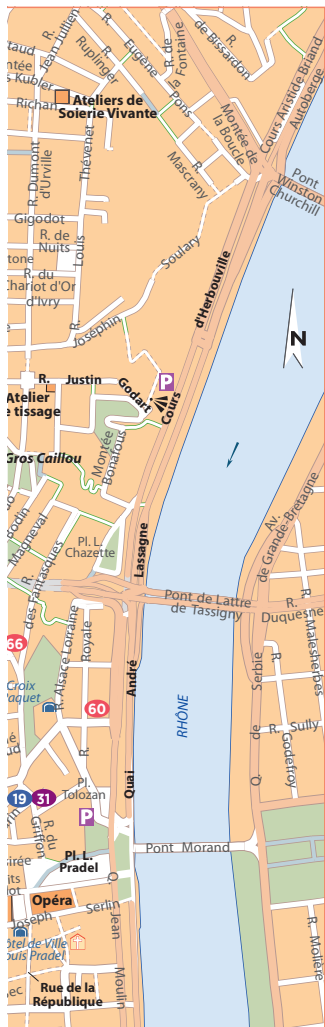 R.
Jean Jullien
R.
Ruplinger
R.
Eugène
Pons
R. de
la Fontaine
R.
de Bissardon
Kubler
Richan
Ateliers de
Soierie Vivante
Montée de
la Boucle
Cours Aristide Briand
Autoberge
Pont
Winston
Churchill
R.
Mascrany
R. Dumont
d'Urville
Thévenet
Louis
R.
Gigodot
R. de
Nuits
R. du
Chariot d'Or
d'Ivry
Soulary
Joséphin
R.
d'Herbouville
Cours
N
R. Justin
Godart
P
Atelier
e tissage
Gros Caillou
Montée
Bonafous
Bodin
Magneval
R.
des Fantasques
Pl. L.
Chazette
Lassagne
Av.
de Grande-Bretagne
Pont de Lattre
de Tassigny
R.
Duquesne
R.
Malesherbes
66
R. Alsace Lorraine
Royale
R.
60
Croix
Paquet
André
RHÔNE
Serbie
de
Q.
R.
Godefroy
R. Sully
19
31
Pl.
Tolozan
Quai
P
R. du
Griffon
Pl. L.
Pradel
Pont Morand
Opéra
Joseph Serlin
Q.
Jean
Moulin
Hôtel de Ville
Louis Pradel
Rue de la
République
R.
Molière